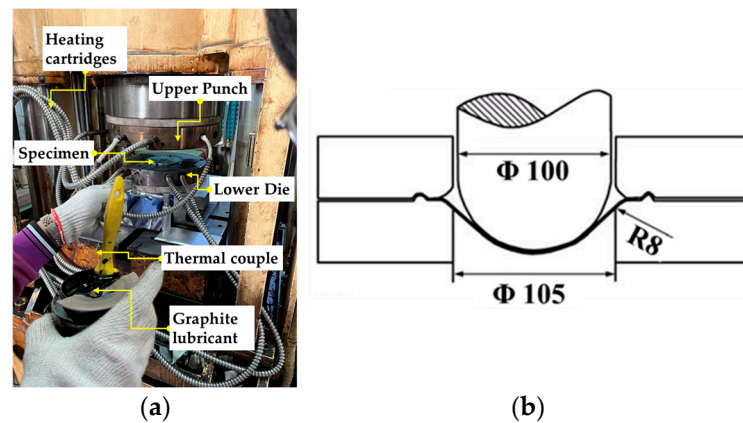 Heating
cartridges
Upper Punch
Specimen
Lower Die
Thermal couple
Graphite
lubricant
(a)
Φ 100
R8
Φ 105
(b)